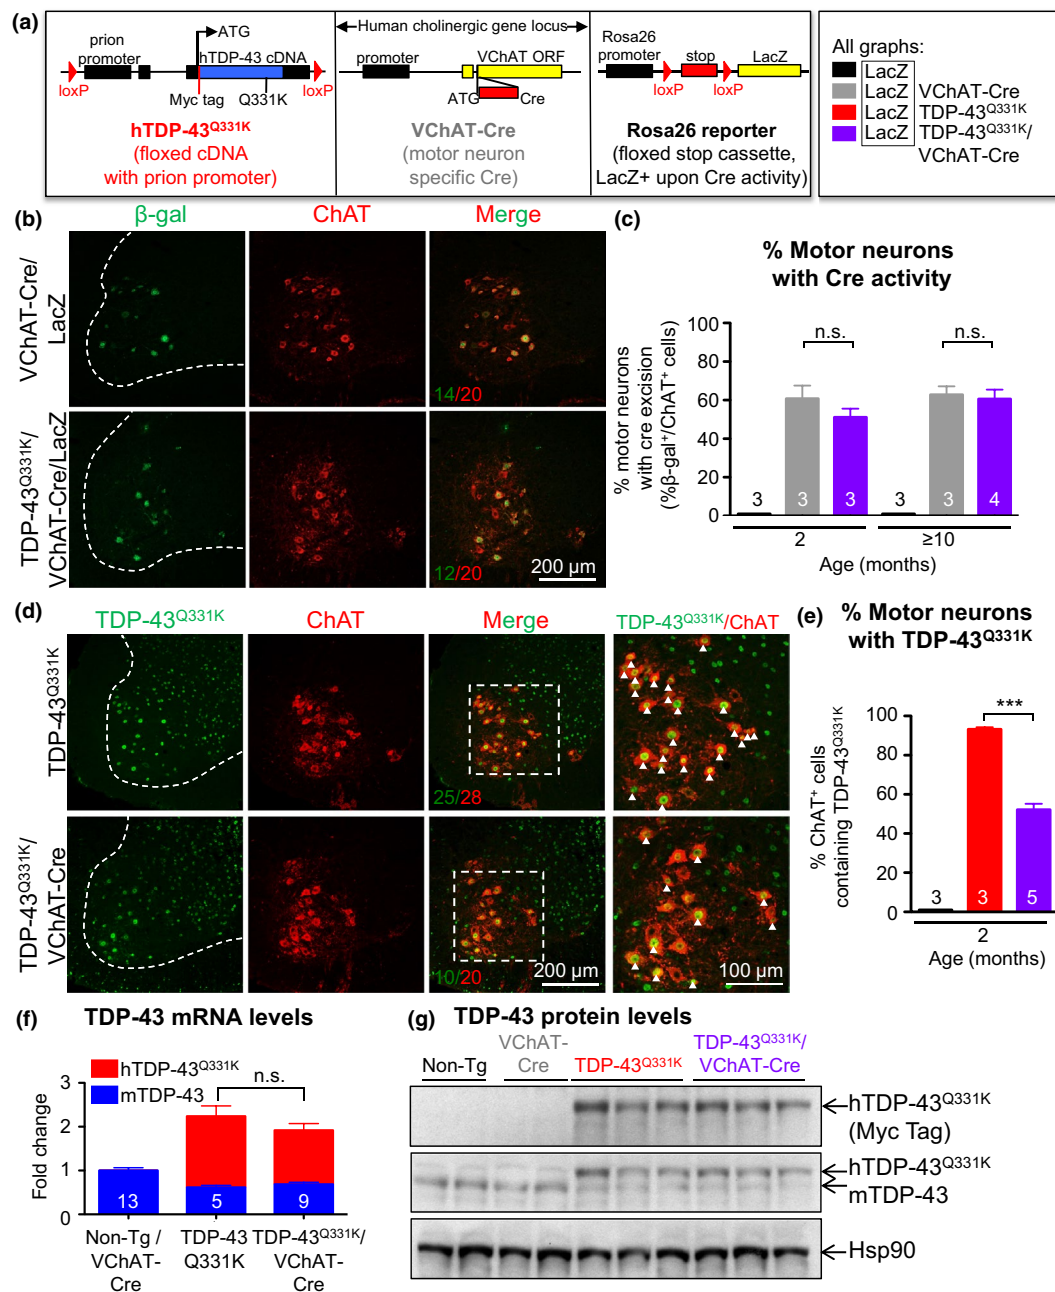 (a)
prion
promoter
ATG
hTDP-43 cDNA
loxP
Myc tag
Q331K
loxP
hTDP-43Q331K
(floxed cDNA
with prion promoter)
Human cholinergic gene locus
promoter
VChAT ORF
ATG
Cre
VChAT-Cre
(motor neuron
specific Cre)
Rosa26
promoter
stop
LacZ
loxP
loxP
Rosa26 reporter
(floxed stop cassette,
LacZ+ upon Cre activity)
All graphs:
LacZ
LacZ VChAT-Cre
LacZ TDP-43Q331K
LacZ TDP-43Q331K/
VChAT-Cre
(b)
β-gal
ChAT
Merge
VChAT-Cre/
LacZ
14/20
TDP-43Q331K/
VChAT-Cre/LacZ
12/20
200 µm
(c)
% Motor neurons
with Cre activity
% motor neurons
with cre excision
(%β-gal+/ChAT+ cells)
100
80
60
40
20
0
n.s.
n.s.
3
3
3
3
3
4
2
≥10
Age (months)
(d)
TDP-43Q331K
ChAT
Merge
TDP-43Q331K/ChAT
TDP-43Q331K
25/28
TDP-43Q331K/
VChAT-Cre
10/20
200 µm
100 µm
(e)
% Motor neurons
with TDP-43Q331K
% ChAT+ cells
containing TDP-43Q331K
100
80
60
40
20
0
***
3
3
5
2
Age (months)
(f)
TDP-43 mRNA levels
hTDP-43Q331K
mTDP-43
n.s.
Fold change
3
2
1
0
13
5
9
Non-Tg /
VChAT-
Cre
TDP-43
Q331K
TDP-43Q331K/
VChAT-
Cre
(g)
TDP-43 protein levels
Non-Tg
VChAT-
Cre
TDP-43Q331K
TDP-43Q331K/
VChAT-Cre
hTDP-43Q331K
(Myc Tag)
hTDP-43Q331K
mTDP-43
Hsp90